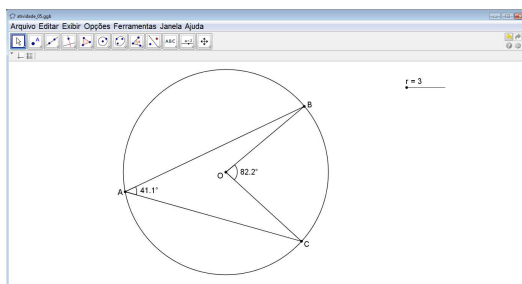 atividade_05.ggb
Arquivo Editar Exibir Opções Ferramentas Janela Ajuda
ABC
a=2
r = 3
B
O
82.2°
A
41.1°
C